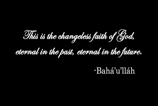 This is the changeless faith of God,
eternal in the past, eternal in the future.
-Bahá'u'lláh